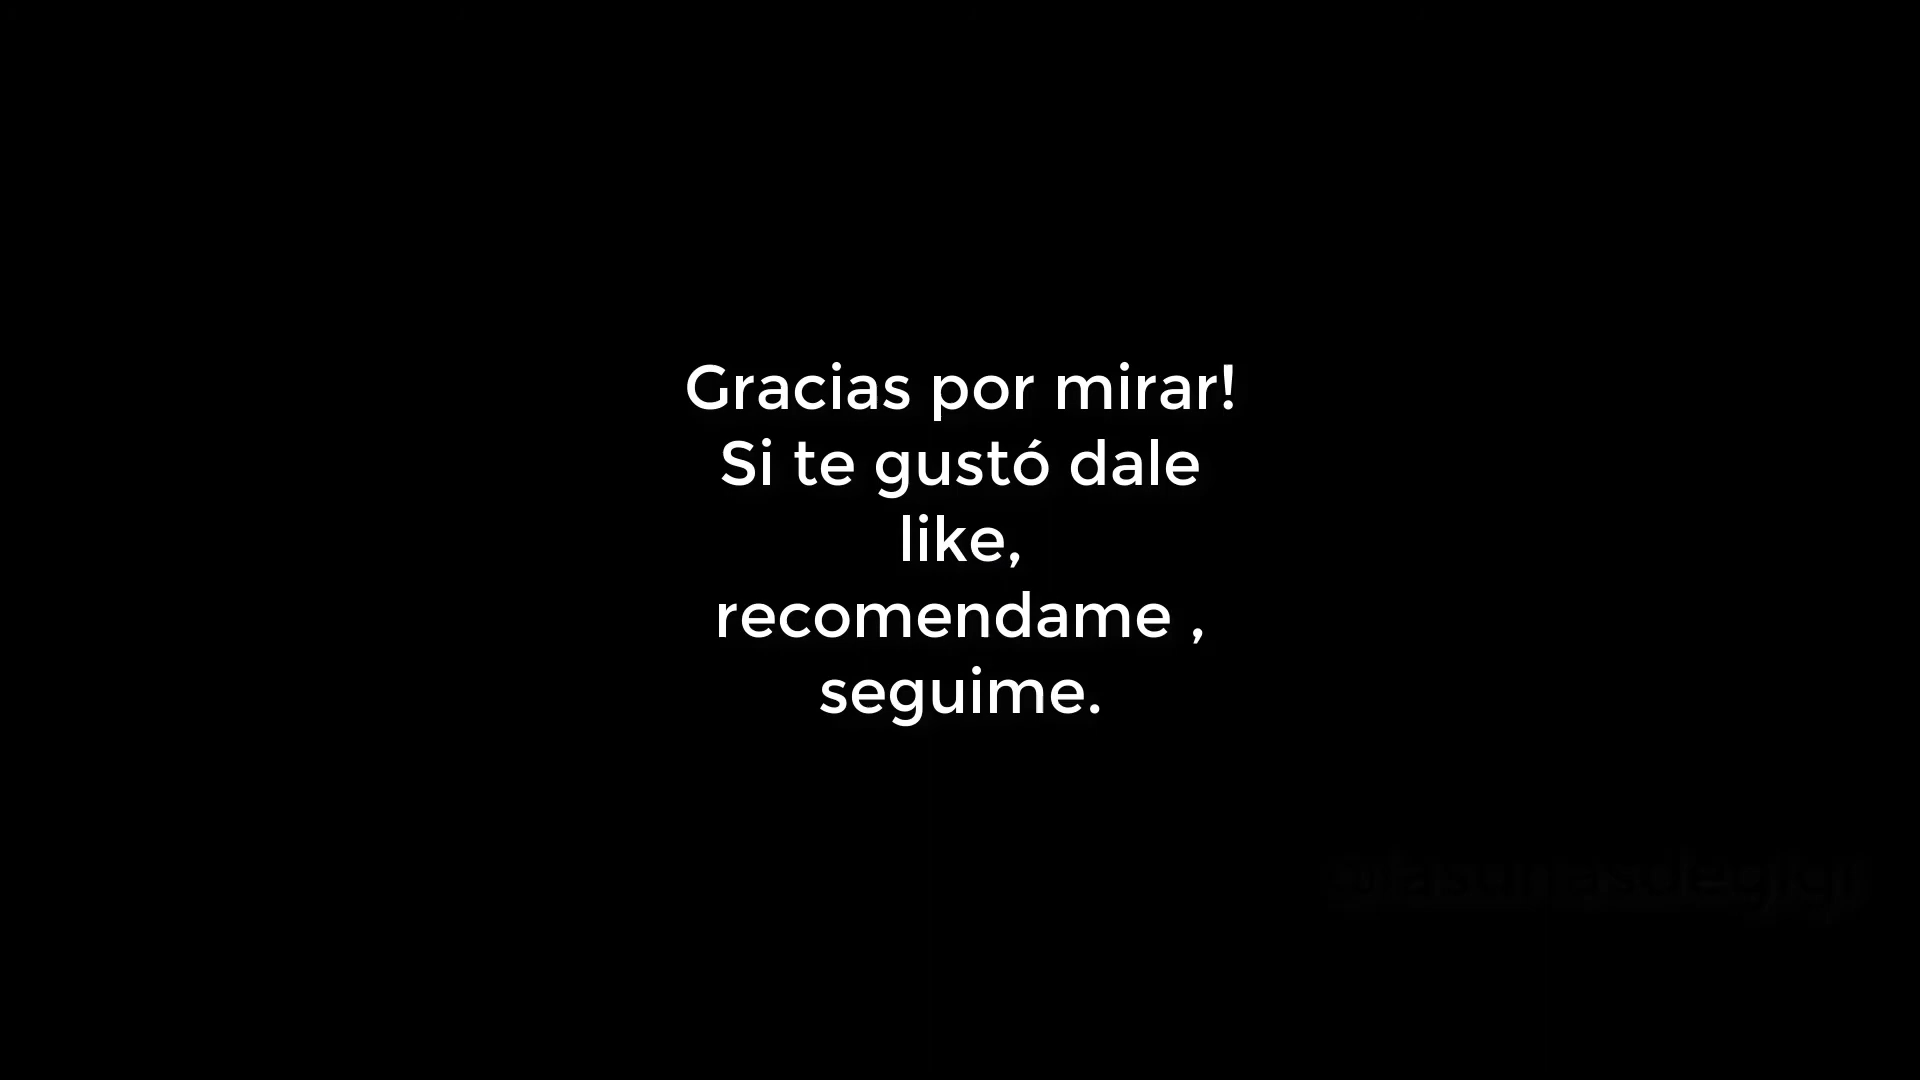 Gracias por mirar!
Si te gustó dale
like,
recomendame ,
seguime.